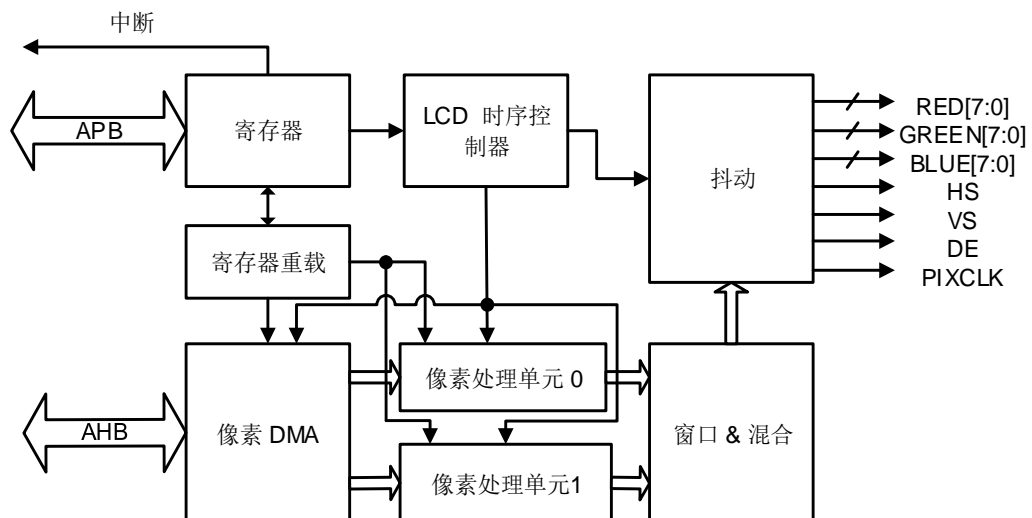 中断
APB
寄存器
LCD 时序控
制器
抖动
RED[7:0]
GREEN[7:0]
BLUE[7:0]
HS
VS
DE
PIXCLK
寄存器重载
AHB
像素 DMA
像素处理单元 0
像素处理单元1
窗口 & 混合